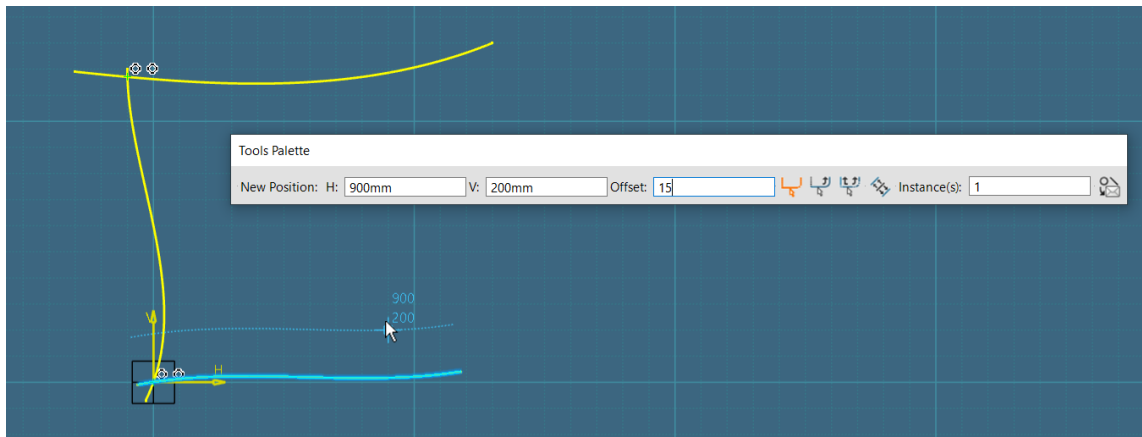 Tools Palette
New Position: H: 900mm V: 200mm Offset: 15 Instance(s): 1
900
200
V
H